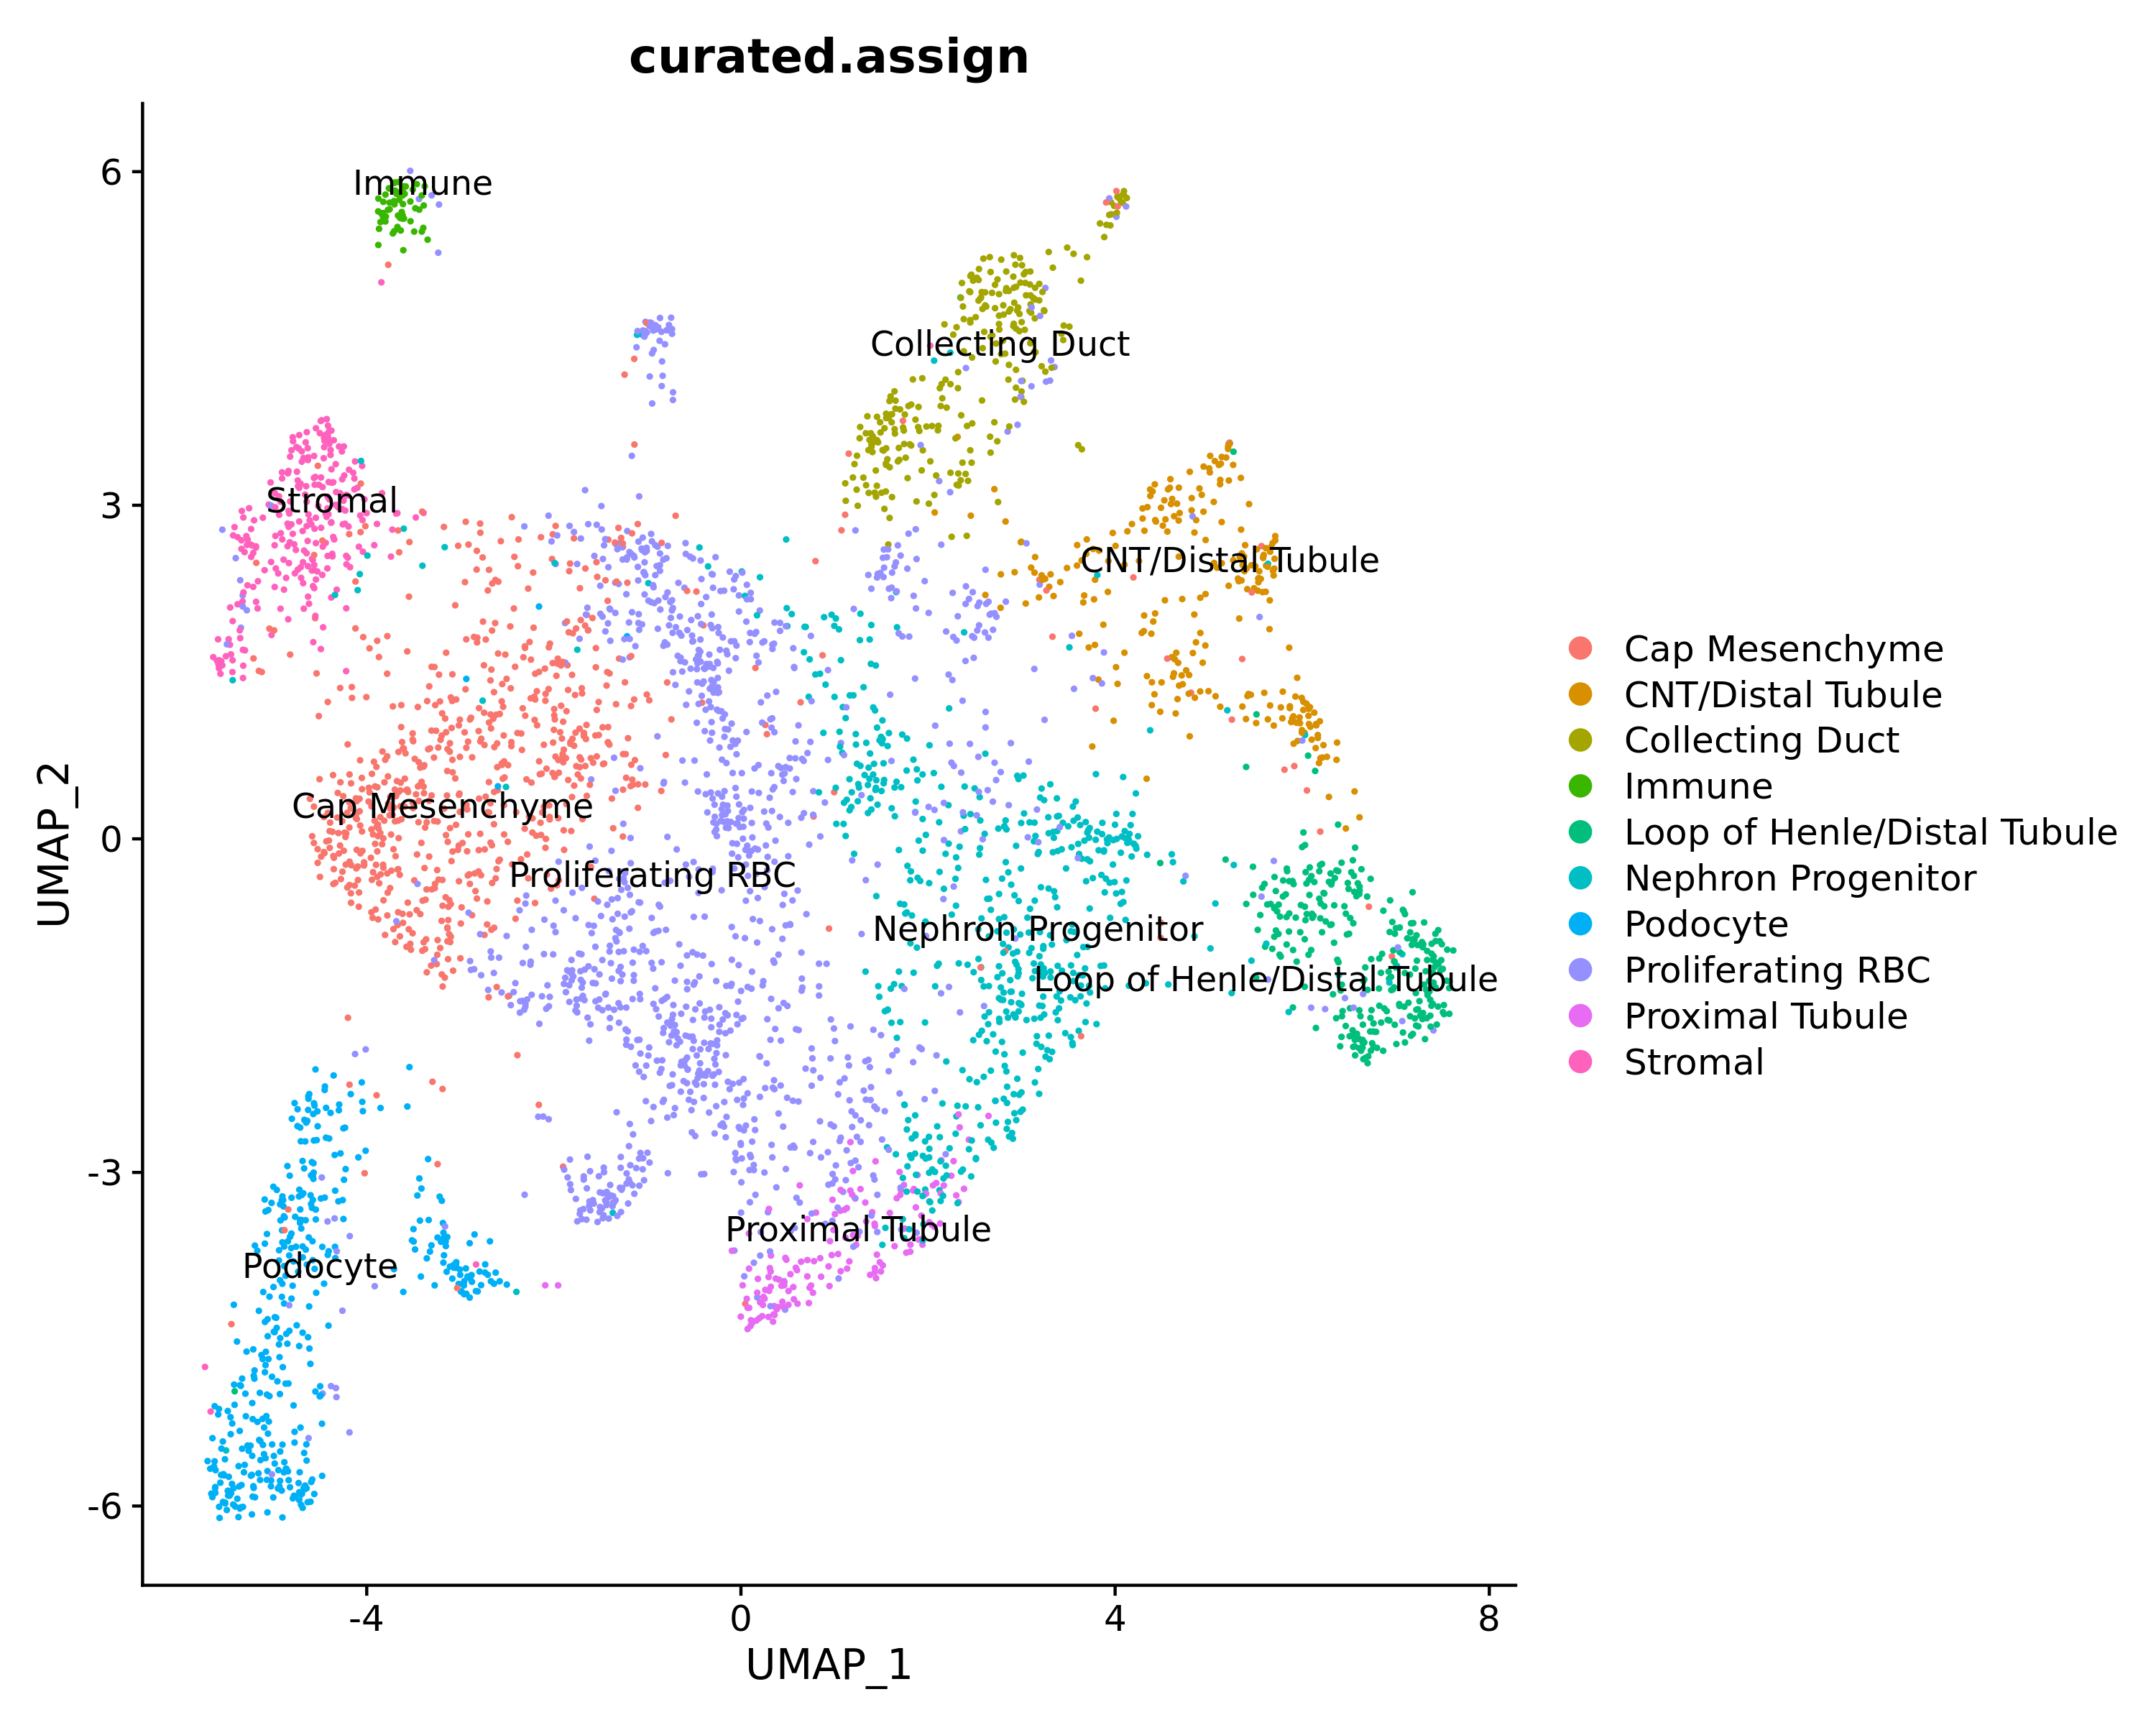 curated.assign
6
3
0
-3
-6
UMAP_2
Immune
Collecting Duct
Stromal
CNT/Distal Tubule
Cap Mesenchyme
Proliferating RBC
Nephron Progenitor
Loop of Henle/Distal Tubule
Proximal Tubule
Podocyte
-4
0
4
8
UMAP_1
Cap Mesenchyme
CNT/Distal Tubule
Collecting Duct
Immune
Loop of Henle/Distal Tubule
Nephron Progenitor
Podocyte
Proliferating RBC
Proximal Tubule
Stromal